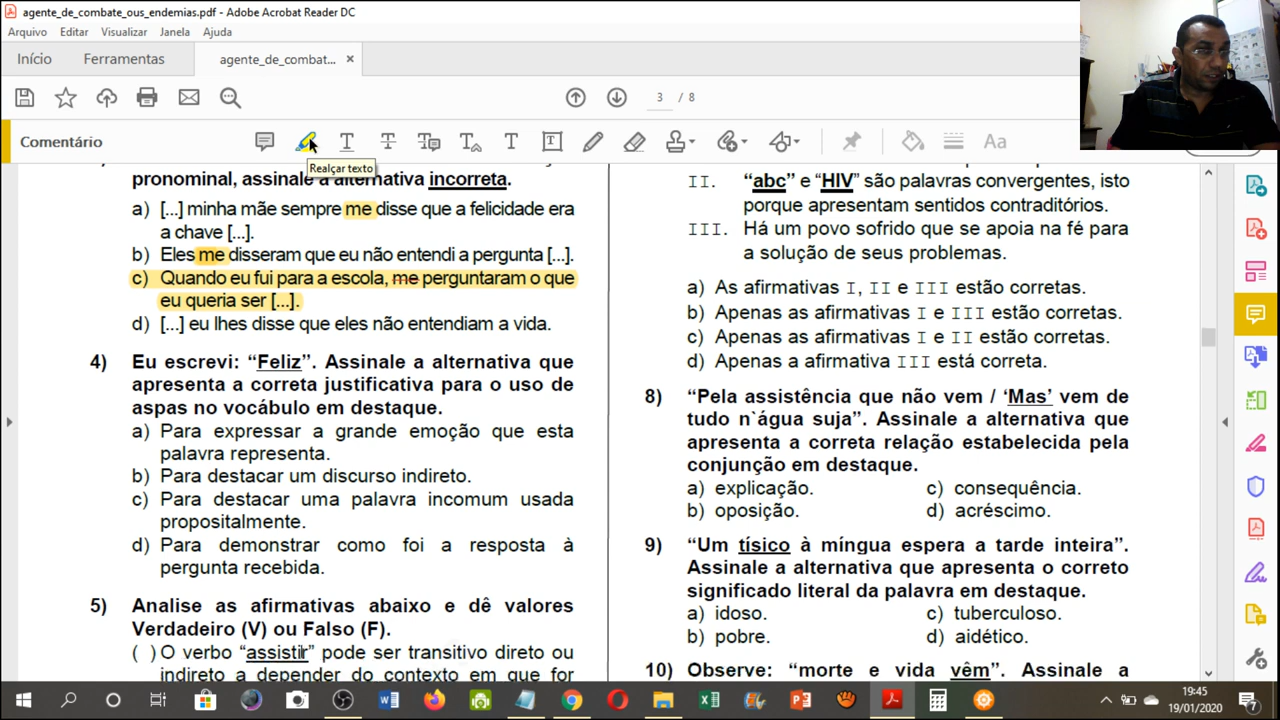 agente_de_combate_ous_endemias.pdf - Adobe Acrobat Reader DC
Arquivo Editar Visualizar Janela Ajuda
Início Ferramentas agente_de_combat... ×
3 / 8
Comentário
Realçar texto
pronominal, assinale a alternativa incorreta.
a) [...] minha mãe sempre me disse que a felicidade era
a chave [...].
b) Eles me disseram que eu não entendi a pergunta [...].
c) Quando eu fui para a escola, me perguntaram o que
eu queria ser [...].
d) [...] eu lhes disse que eles não entendiam a vida.
4) Eu escrevi: “Feliz”. Assinale a alternativa que
apresenta a correta justificativa para o uso de
aspas no vocábulo em destaque.
a) Para expressar a grande emoção que esta
palavra representa.
b) Para destacar um discurso indireto.
c) Para destacar uma palavra incomum usada
propositalmente.
d) Para demonstrar como foi a resposta à
pergunta recebida.
5) Analise as afirmativas abaixo e dê valores
Verdadeiro (V) ou Falso (F).
( ) O verbo “assistir” pode ser transitivo direto ou
indireto a depender do contexto em que for
II. “abc” e “HIV” são palavras convergentes, isto
porque apresentam sentidos contraditórios.
III. Há um povo sofrido que se apoia na fé para
a solução de seus problemas.
a) As afirmativas I, II e III estão corretas.
b) Apenas as afirmativas I e III estão corretas.
c) Apenas as afirmativas I e II estão corretas.
d) Apenas a afirmativa III está correta.
8) “Pela assistência que não vem / ‘Mas’ vem de
tudo n`água suja”. Assinale a alternativa que
apresenta a correta relação estabelecida pela
conjunção em destaque.
a) explicação. c) consequência.
b) oposição. d) acréscimo.
9) “Um tísico à míngua espera a tarde inteira”.
Assinale a alternativa que apresenta o correto
significado literal da palavra em destaque.
a) idoso. c) tuberculoso.
b) pobre. d) aidético.
10) Observe: “morte e vida vêm”. Assinale a
19:45
19/01/2020